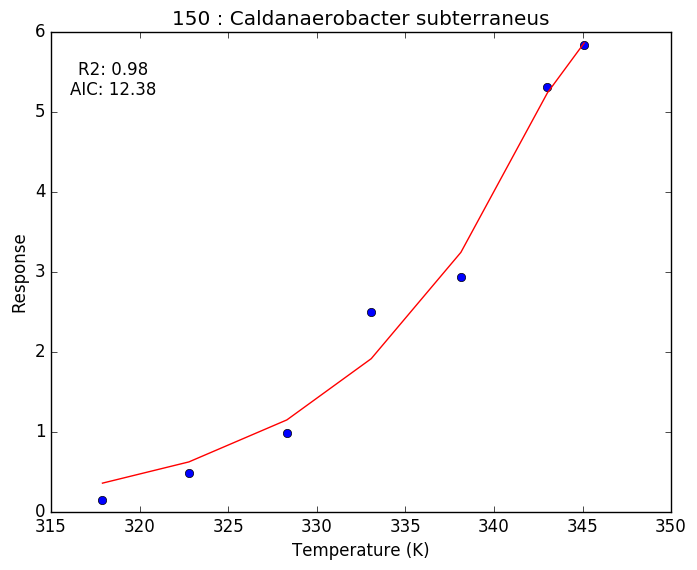 150 : Caldanaerobacter subterraneus
R2: 0.98
AIC: 12.38
6
5
4
3
2
1
0
Response
315 320 325 330 335 340 345 350
Temperature (K)